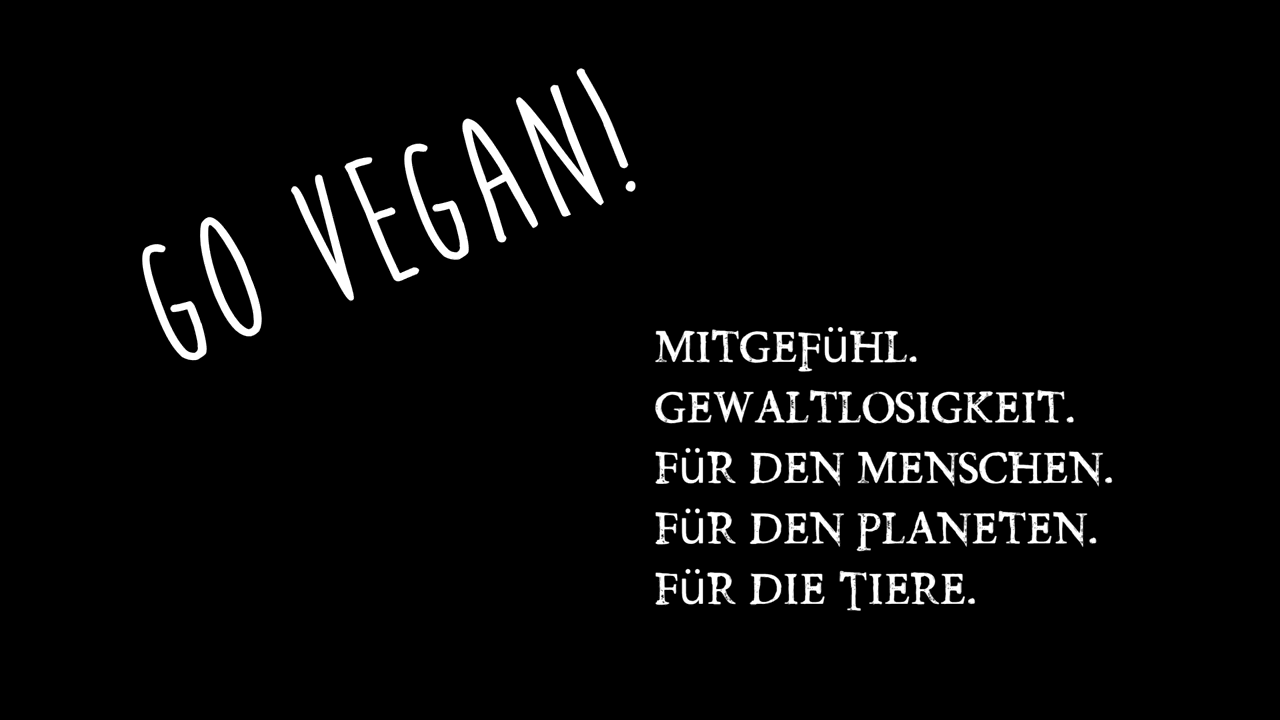 GO VEGAN!
MITGEFÜHL.
GEWALTLOSIGKEIT.
FÜR DEN MENSCHEN.
FÜR DEN PLANETEN.
FÜR DIE TIERE.